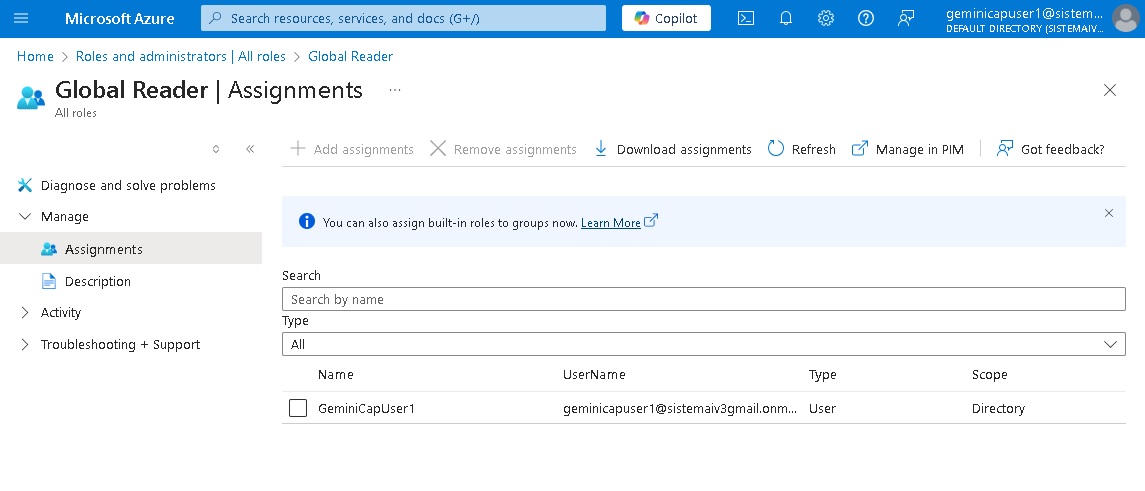 Microsoft Azure
Search resources, services, and docs (G+/)
Copilot
geminicapuser1@sistem...
DEFAULT DIRECTORY (SISTEMAIV...
Home > Roles and administrators | All roles > Global Reader
Global Reader | Assignments ...
All roles
Add assignments Remove assignments Download assignments Refresh Manage in PIM Got feedback?
Diagnose and solve problems
Manage
Assignments
Description
Activity
Troubleshooting + Support
You can also assign built-in roles to groups now. Learn More
Search
Search by name
Type
All
Name UserName Type Scope
GeminiCapUser1 geminicapuser1@sistemaiv3gmail.onm... User Directory